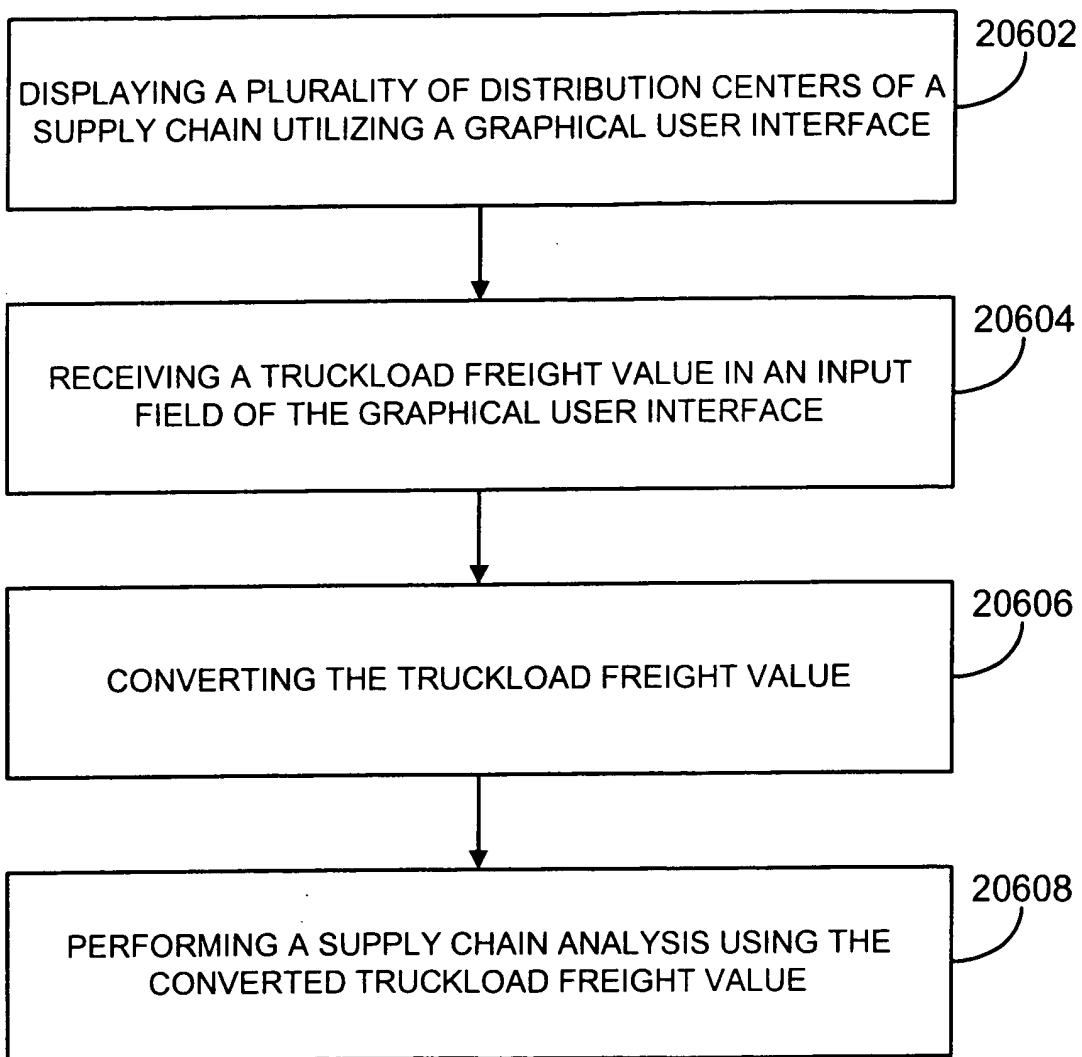 20602
DISPLAYING A PLURALITY OF DISTRIBUTION CENTERS OF A
SUPPLY CHAIN UTILIZING A GRAPHICAL USER INTERFACE
20604
RECEIVING A TRUCKLOAD FREIGHT VALUE IN AN INPUT
FIELD OF THE GRAPHICAL USER INTERFACE
20606
CONVERTING THE TRUCKLOAD FREIGHT VALUE
20608
PERFORMING A SUPPLY CHAIN ANALYSIS USING THE
CONVERTED TRUCKLOAD FREIGHT VALUE